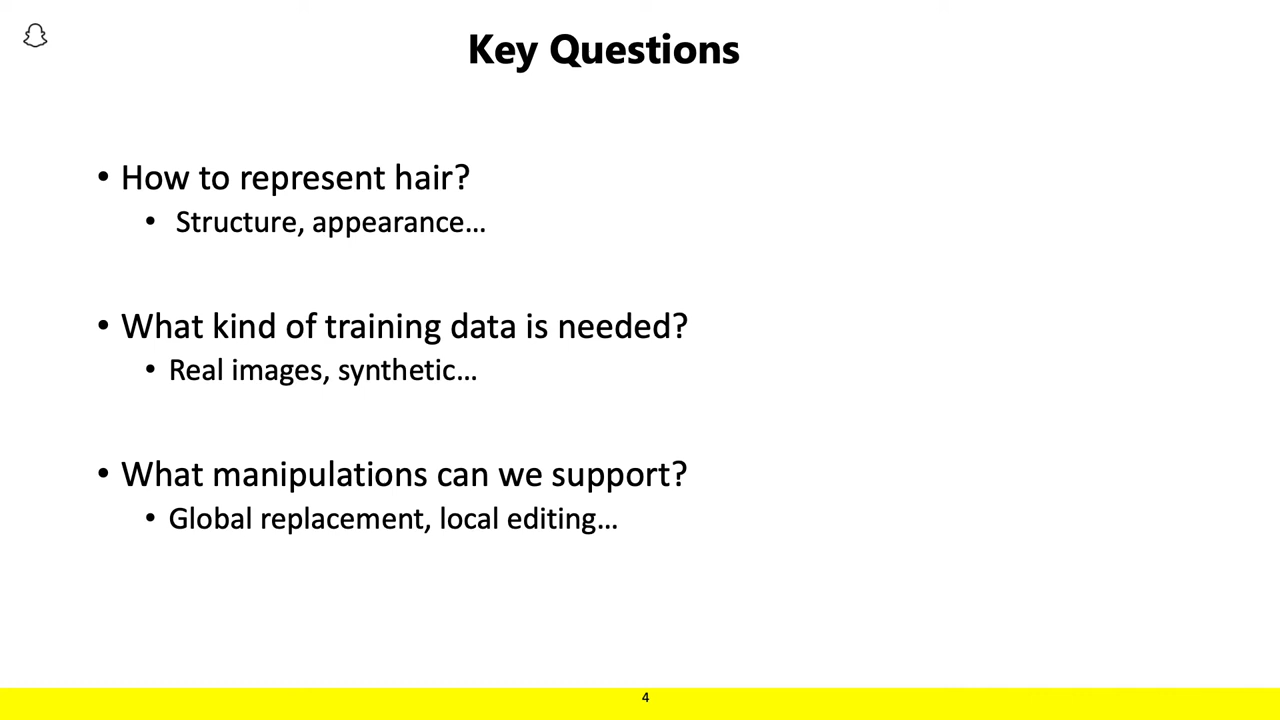 Key Questions
• How to represent hair?
• Structure, appearance…
• What kind of training data is needed?
• Real images, synthetic…
• What manipulations can we support?
• Global replacement, local editing…
4